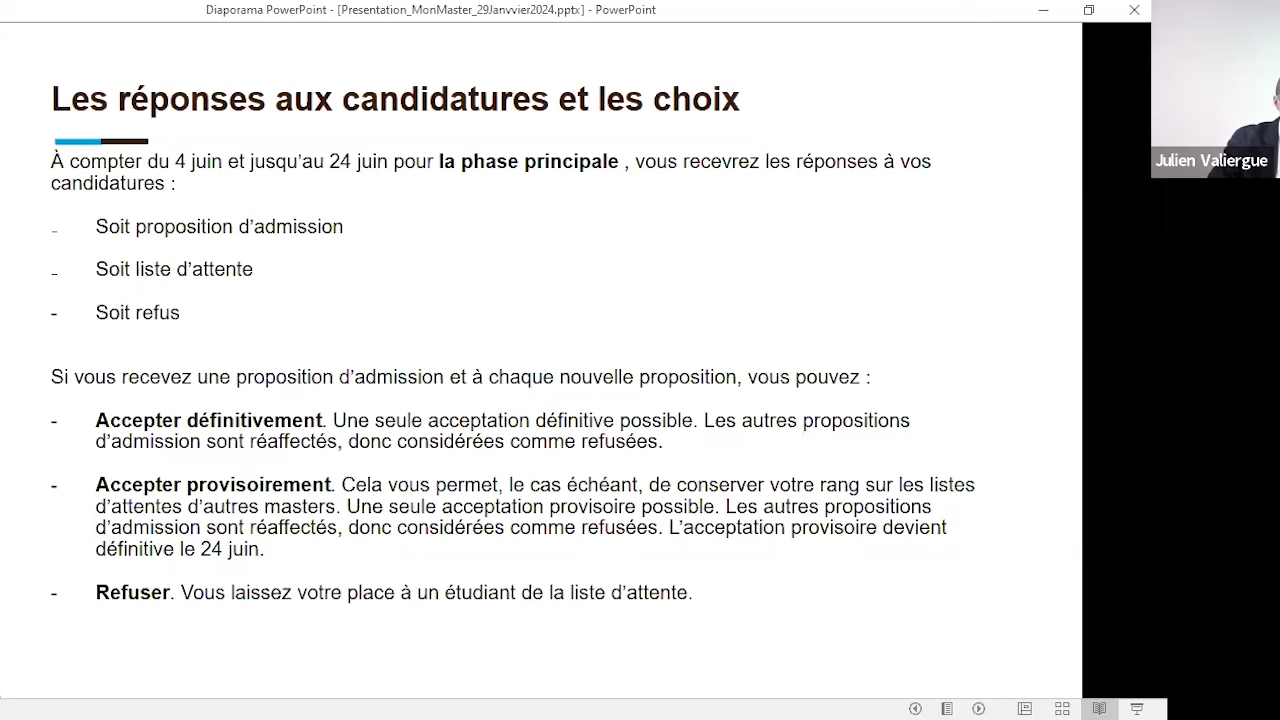 Diaporama PowerPoint - [Presentation_MonMaster_29Janvvier2024.pptx] - PowerPoint
Julien Valiergue
Les réponses aux candidatures et les choix
À compter du 4 juin et jusqu’au 24 juin pour la phase principale , vous recevrez les réponses à vos
candidatures :
- Soit proposition d’admission
- Soit liste d’attente
- Soit refus
Si vous recevez une proposition d’admission et à chaque nouvelle proposition, vous pouvez :
- Accepter définitivement. Une seule acceptation définitive possible. Les autres propositions
d’admission sont réaffectés, donc considérées comme refusées.
- Accepter provisoirement. Cela vous permet, le cas échéant, de conserver votre rang sur les listes
d’attentes d’autres masters. Une seule acceptation provisoire possible. Les autres propositions
d’admission sont réaffectés, donc considérées comme refusées. L’acceptation provisoire devient
définitive le 24 juin.
- Refuser. Vous laissez votre place à un étudiant de la liste d’attente.